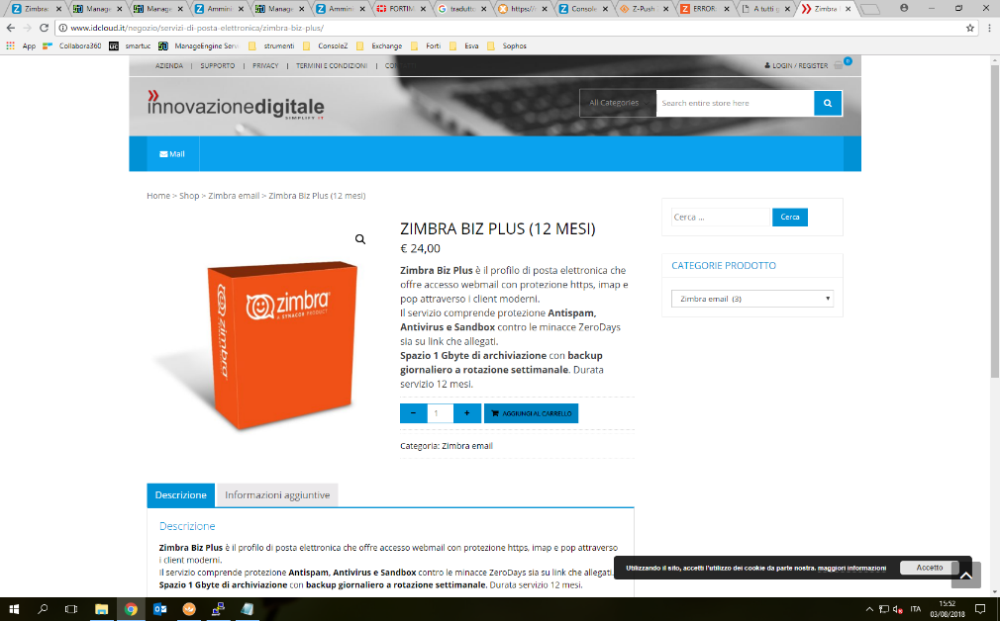 Zimbra: Manage Manage Ammini Manage Ammini FORTIM tradutt https:// Console Z-Push ERROR: A tutti Zimbra
www.idcloud.it/negozio/servizi-di-posta-elettronica/zimbra-biz-plus/
App Collabora360 smartuc ManageEngine Serv strumenti ConsoleZ Exchange Forti Esva Sophos
AZIENDA | SUPPORTO | PRIVACY | TERMINI E CONDIZIONI |
LOGIN / REGISTER 0
innovazionedigitale
SIMPLIFY IT
All Categories Search entire store here
Mail
Home > Shop > Zimbra email > Zimbra Biz Plus (12 mesi)
zimbra
A SYNACOR PRODUCT
zimbra
ZIMBRA BIZ PLUS (12 MESI)
€ 24,00
Zimbra Biz Plus è il profilo di posta elettronica che
offre accesso webmail con protezione https, imap e
pop attraverso i client moderni.
Il servizio comprende protezione Antispam,
Antivirus e Sandbox contro le minacce ZeroDays
sia su link che allegati.
Spazio 1 Gbyte di archiviazione con backup
giornaliero a rotazione settimanale. Durata
servizio 12 mesi.
- 1 + AGGIUNGI AL CARRELLO
Categoria: Zimbra email
Cerca ... Cerca
CATEGORIE PRODOTTO
Zimbra email (3)
Descrizione Informazioni aggiuntive
Descrizione
Zimbra Biz Plus è il profilo di posta elettronica che offre accesso webmail con protezione https, imap e pop attraverso
i client moderni.
Il servizio comprende protezione Antispam, Antivirus e Sandbox contro le minacce ZeroDays sia su link che allegati.
Spazio 1 Gbyte di archiviazione con backup giornaliero a rotazione settimanale. Durata servizio 12 mesi.
Utilizzando il sito, accetti l'utilizzo dei cookie da parte nostra. maggiori informazioni Accetto
ITA 15:52
03/08/2018